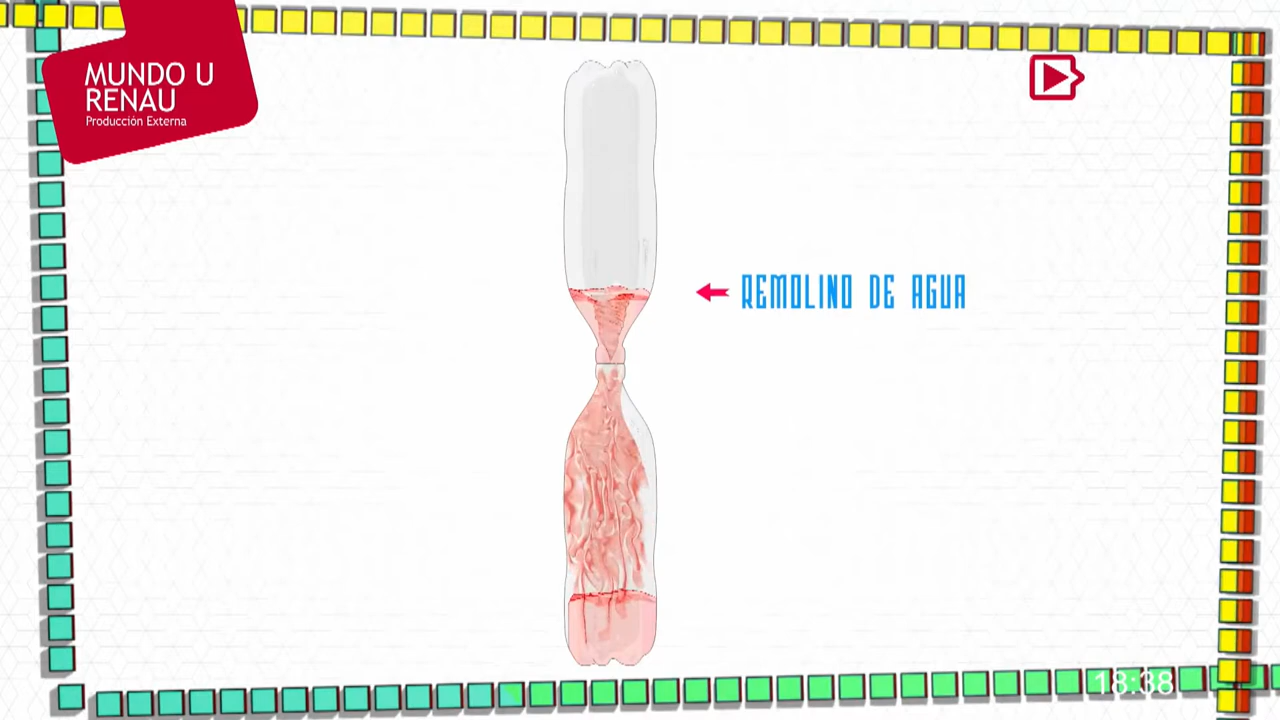 MUNDO U
RENAU
Producción Externa
REMOLINO DE AGUA
18:38